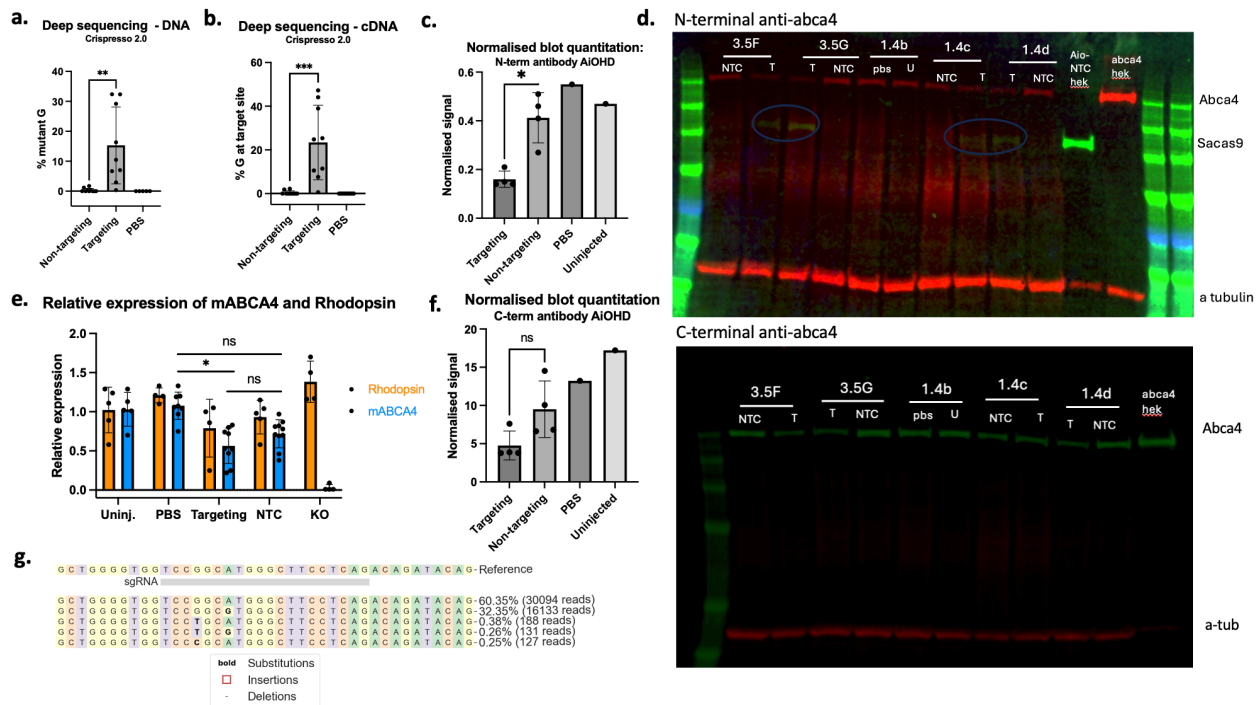 a.
Deep sequencing - DNA
Crispresso 2.0
% mutant G
40
30
20
10
0
**
Non-targeting
Targeting
PBS
b.
Deep sequencing - cDNA
Crispresso 2.0
% G at target site
60
40
20
0
***
Non-targeting
Targeting
PBS
c.
Normalised blot quantitation:
N-term antibody AiOHD
Normalised signal
0.6
0.4
0.2
0.0
*
Targeting
Non-targeting
PBS
Uninjected
d.
N-terminal anti-abca4
3.5F
3.5G
1.4b
1.4c
1.4d
NTC T T NTC pbs U NTC T T NTC
Aio-
NTC
hek
abca4
hek
Abca4
Sacas9
a tubulin
C-terminal anti-abca4
3.5F
3.5G
1.4b
1.4c
1.4d
NTC T T NTC pbs U NTC T T NTC
abca4
hek
Abca4
a-tub
e.
Relative expression of mABCA4 and Rhodopsin
Relative expression
2.0
1.5
1.0
0.5
0.0
ns
*
ns
Rhodopsin
mABCA4
Uninj.
PBS
Targeting
NTC
KO
f.
Normalised blot quantitation
C-term antibody AiOHD
Normalised signal
20
15
10
5
0
ns
Targeting
Non-targeting
PBS
Uninjected
g.
G C T G G G G T G G T C C G G C A T G G G C T T C C T C A G A C A G A T A C A G -Reference
sgRNA
G C T G G G G T G G T C C G G C A T G G G C T T C C T C A G A C A G A T A C A G -60.35% (30094 reads)
G C T G G G G T G G T C C G G C G T G G G C T T C C T C A G A C A G A T A C A G -32.35% (16133 reads)
G C T G G G G T G G T C C T G C A T G G G C T T C C T C A G A C A G A T A C A G -0.38% (188 reads)
G C T G G G G T G G T C C T G C G T G G G C T T C C T C A G A C A G A T A C A G -0.26% (131 reads)
G C T G G G G T G G T C C C G C A T G G G C T T C C T C A G A C A G A T A C A G -0.25% (127 reads)
bold Substitutions
Insertions
- Deletions